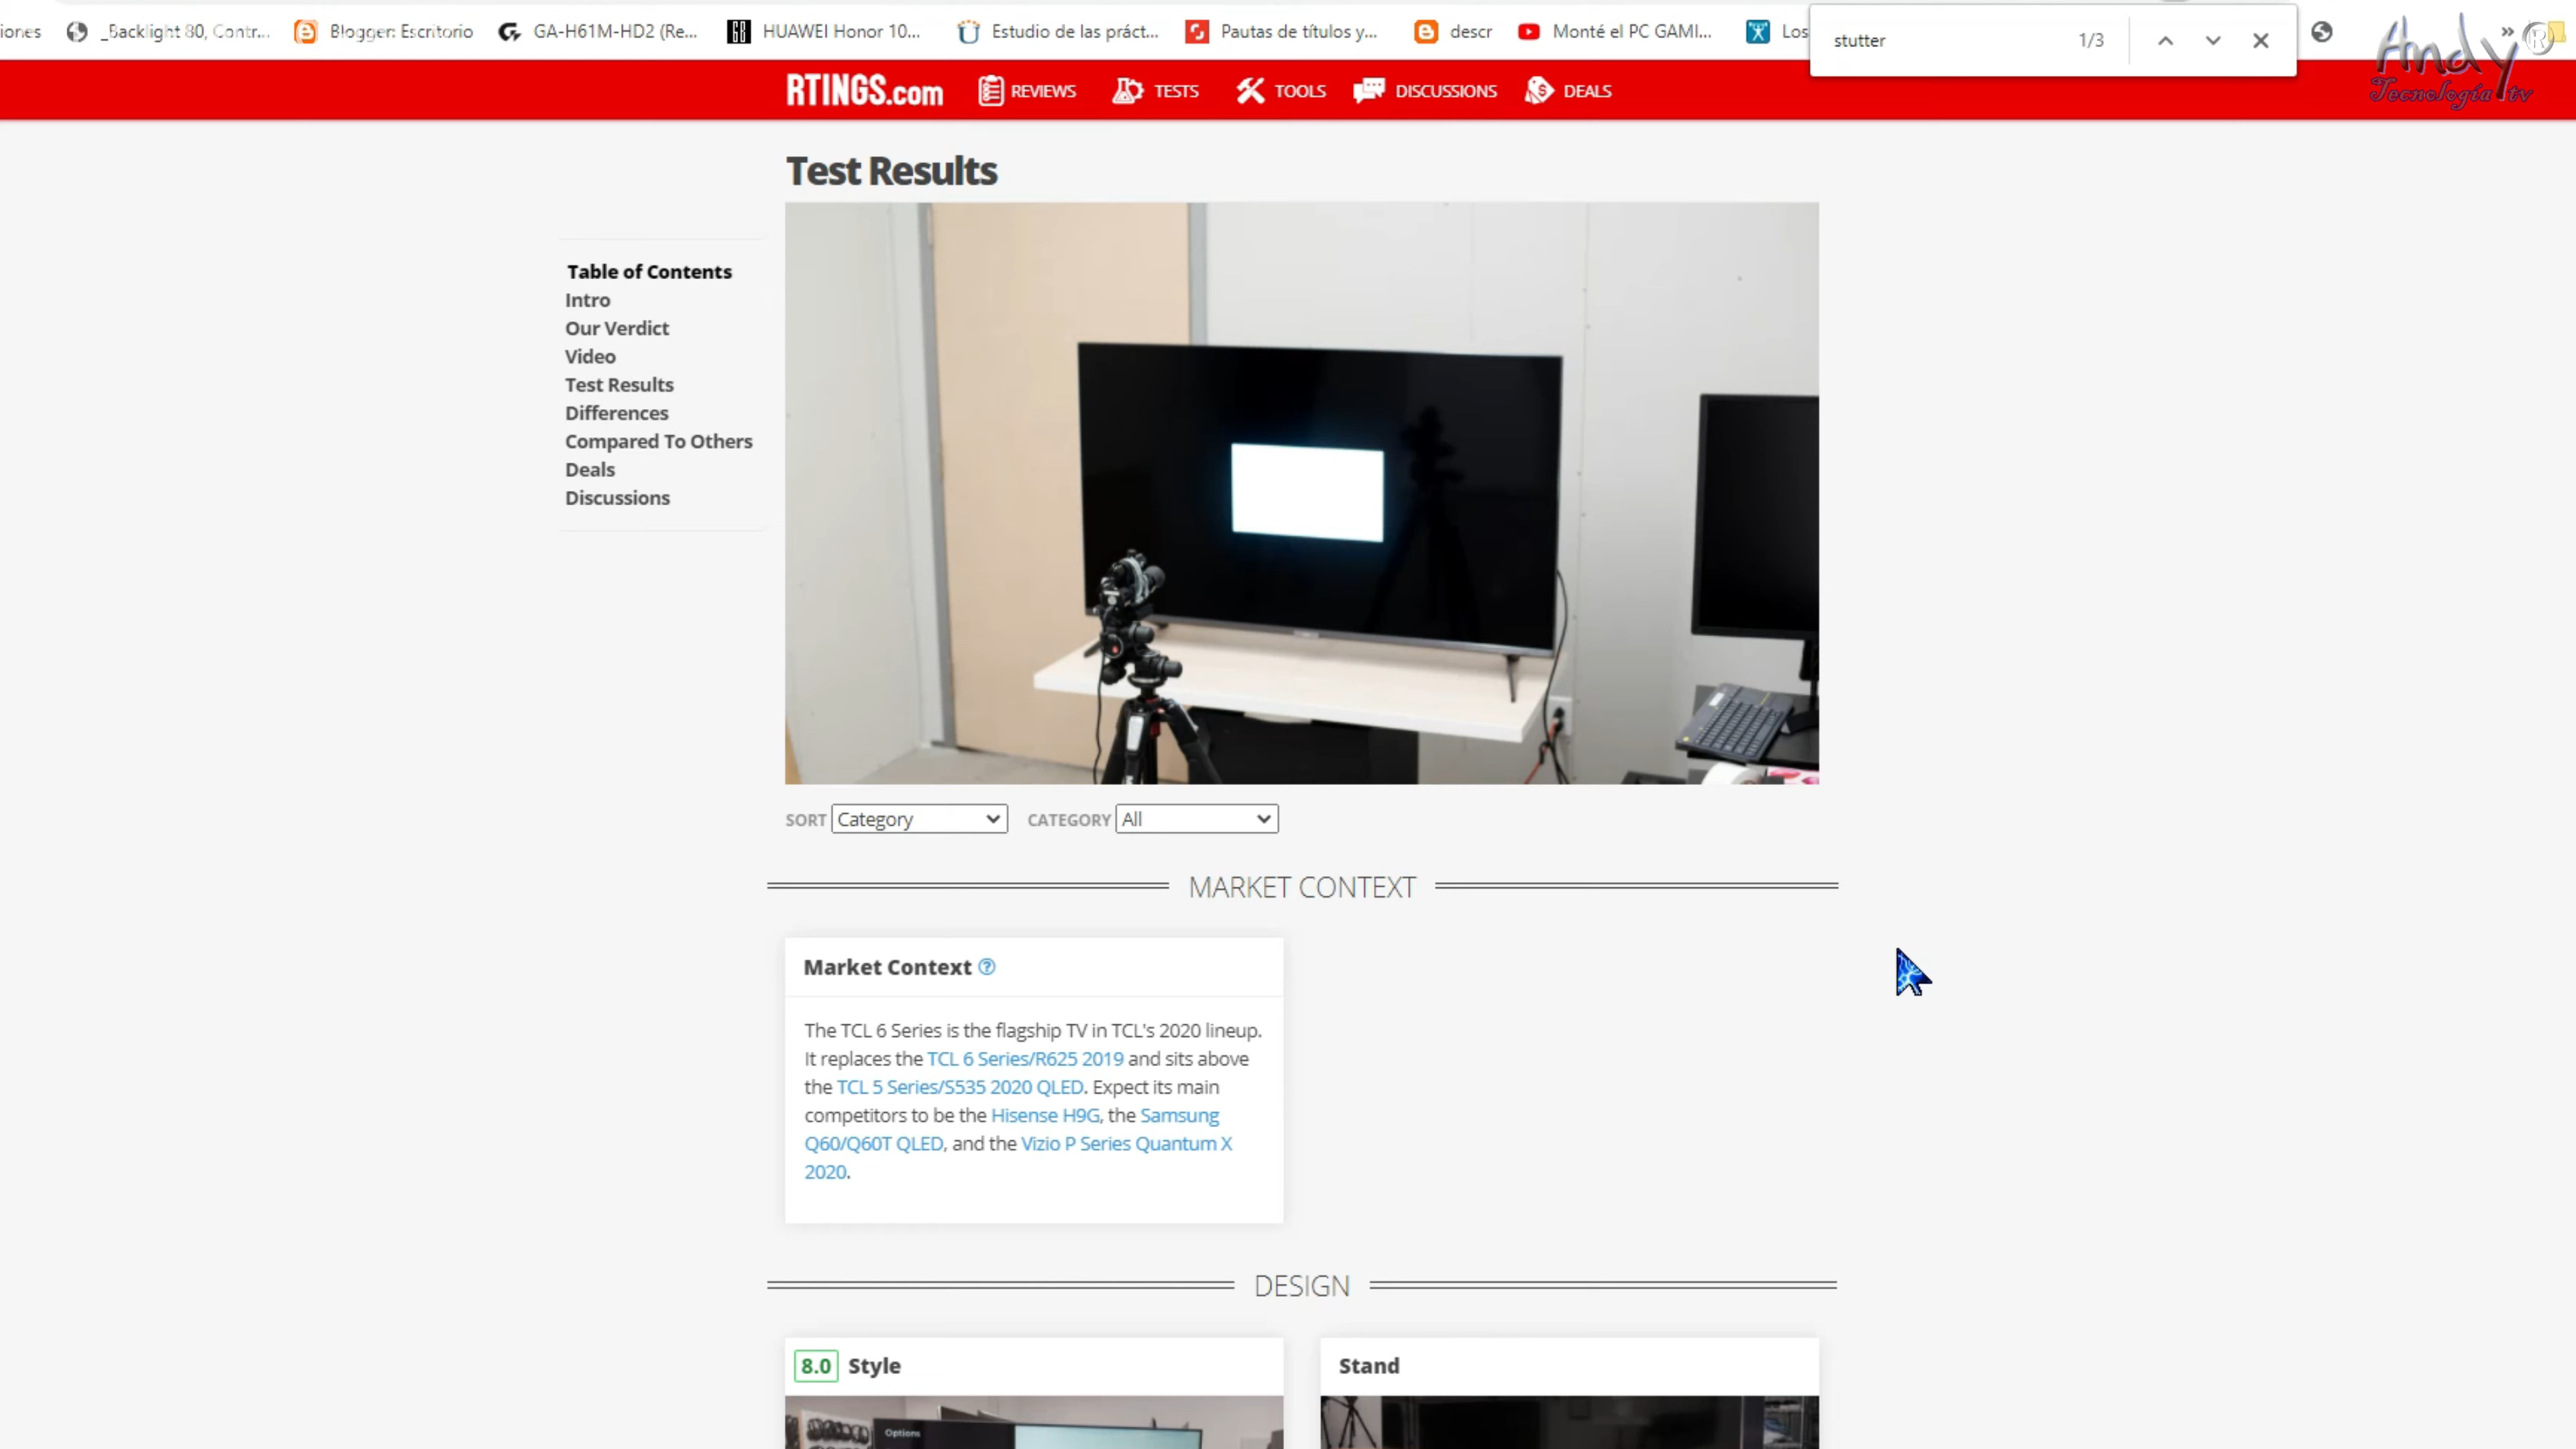 iones
_Backlight 80, Contr...
Blogger: Escritorio
GA-H61M-HD2 (Re...
HUAWEI Honor 10...
Estudio de las práct...
Pautas de títulos y...
descr
Monté el PC GAMI...
Los
stutter
1/3
»
Andy
Tecnología tv
®
RTINGS.com
REVIEWS
TESTS
TOOLS
DISCUSSIONS
DEALS
Test Results
Table of Contents
Intro
Our Verdict
Video
Test Results
Differences
Compared To Others
Deals
Discussions
SORT Category
CATEGORY All
MARKET CONTEXT
Market Context ?
The TCL 6 Series is the flagship TV in TCL's 2020 lineup.
It replaces the TCL 6 Series/R625 2019 and sits above
the TCL 5 Series/S535 2020 QLED. Expect its main
competitors to be the Hisense H9G, the Samsung
Q60/Q60T QLED, and the Vizio P Series Quantum X
2020.
DESIGN
8.0 Style
Stand
Options